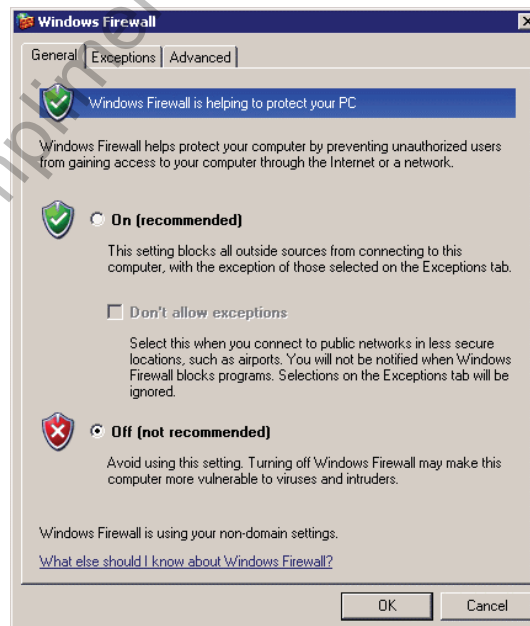 Windows Firewall
General Exceptions Advanced
Windows Firewall is helping to protect your PC
Windows Firewall helps protect your computer by preventing unauthorized users
from gaining access to your computer through the Internet or a network.
On (recommended)
This setting blocks all outside sources from connecting to this
computer, with the exception of those selected on the Exceptions tab.
Don't allow exceptions
Select this when you connect to public networks in less secure
locations, such as airports. You will not be notified when Windows
Firewall blocks programs. Selections on the Exceptions tab will be
ignored.
Off (not recommended)
Avoid using this setting. Turning off Windows Firewall may make this
computer more vulnerable to viruses and intruders.
Windows Firewall is using your non-domain settings.
What else should I know about Windows Firewall?
OK Cancel